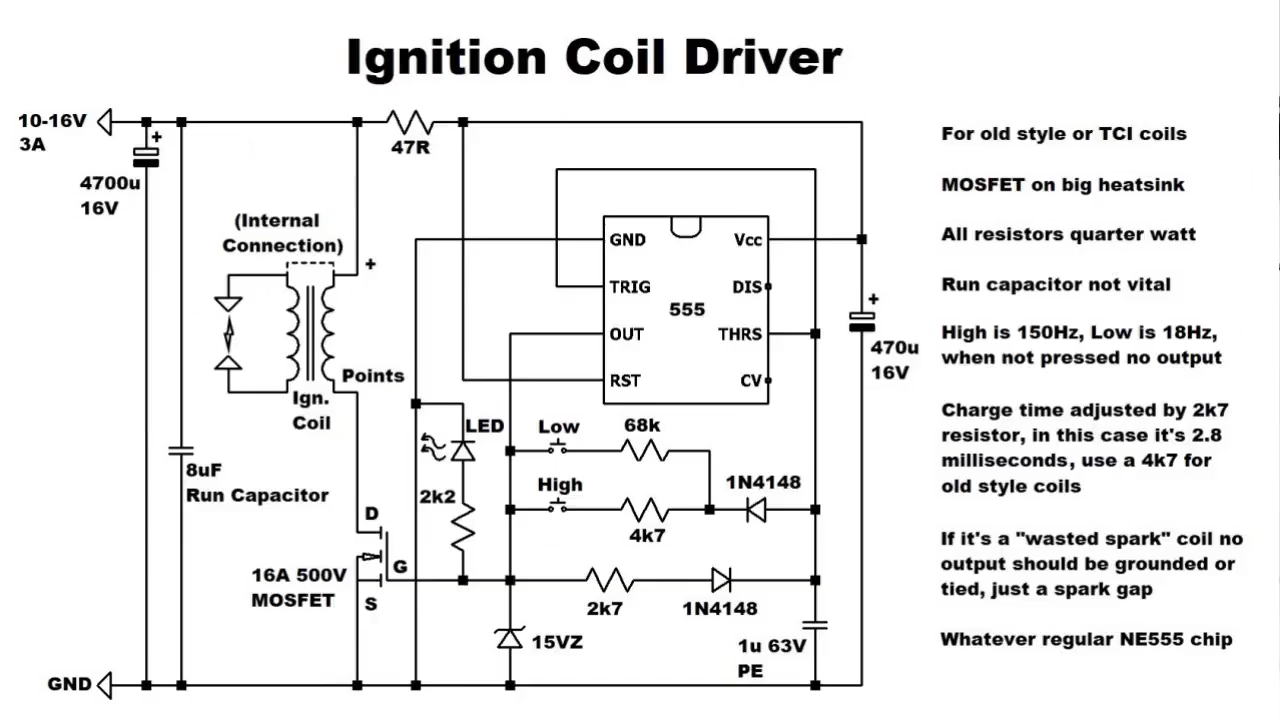 Ignition Coil Driver
10-16V
3A
47R
4700u
16V
(Internal
Connection)
+
+
Points
Ign.
Coil
8uF
Run Capacitor
D
G
S
16A 500V
MOSFET
GND
GND
TRIG
OUT
RST
555
Vcc
DIS
THRS
CV
+
470u
16V
LED
2k2
Low
68k
High
4k7
1N4148
2k7
1N4148
15VZ
1u 63V
PE
For old style or TCI coils
MOSFET on big heatsink
All resistors quarter watt
Run capacitor not vital
High is 150Hz, Low is 18Hz,
when not pressed no output
Charge time adjusted by 2k7
resistor, in this case it's 2.8
milliseconds, use a 4k7 for
old style coils
If it's a "wasted spark" coil no
output should be grounded or
tied, just a spark gap
Whatever regular NE555 chip